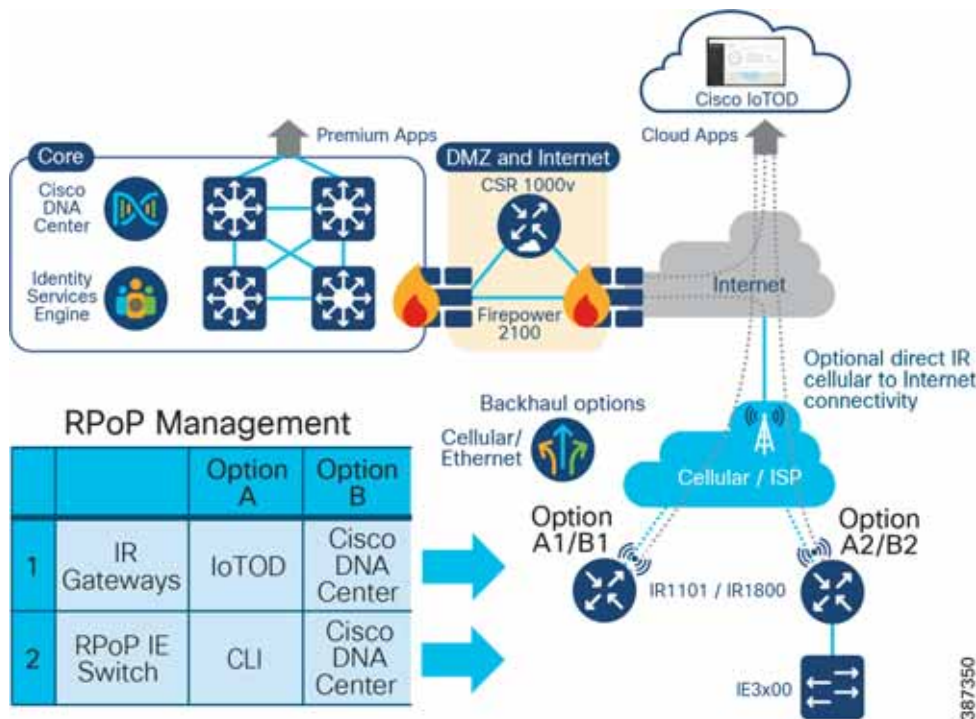 Cisco IoTOD
Premium Apps
Cloud Apps
Core
Cisco
DNA
Center
Identity
Services
Engine
DMZ and Internet
CSR 1000v
Firepower
2100
Internet
Optional direct IR
cellular to Internet
connectivity
Backhaul options
Cellular/
Ethernet
Cellular / ISP
Option
A1/B1
Option
A2/B2
IR1101 / IR1800
IE3x00
RPoP Management
Option
A
Option
B
1
IR
Gateways
IoTOD
Cisco
DNA
Center
2
RPoP IE
Switch
CLI
Cisco
DNA
Center
387350